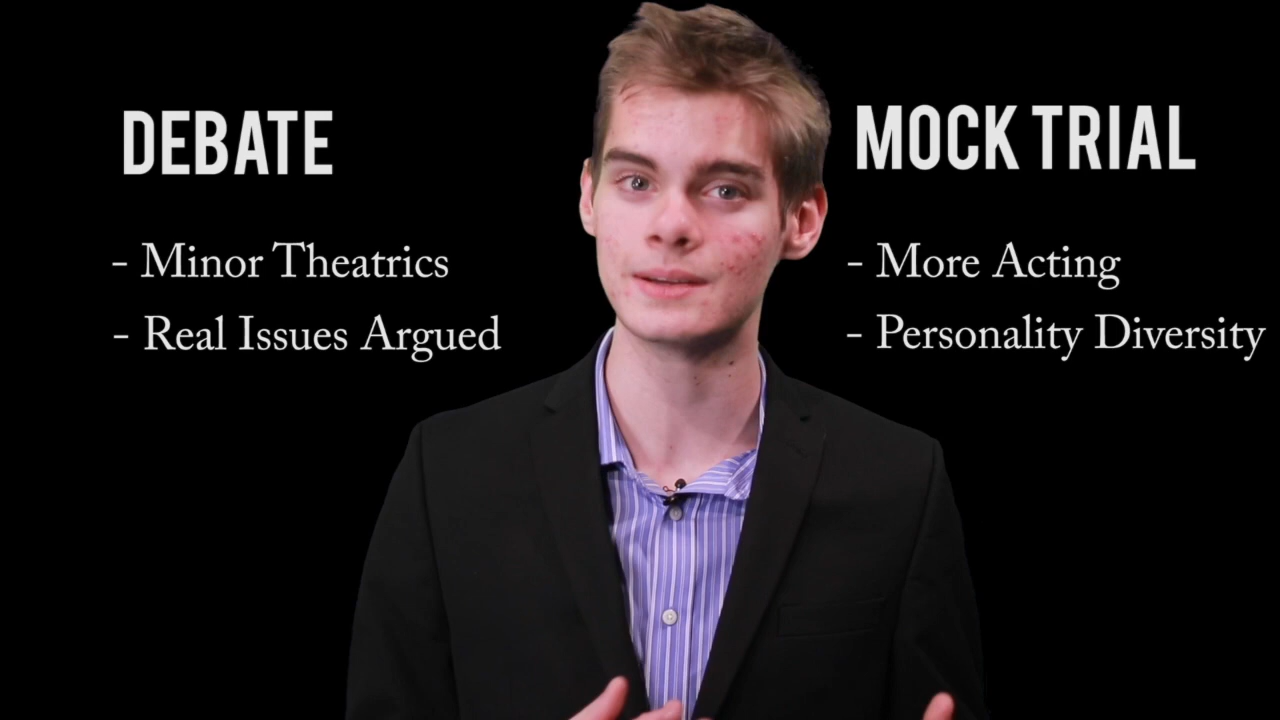 DEBATE
- Minor Theatrics
- Real Issues Argued
MOCK TRIAL
- More Acting
- Personality Diversity